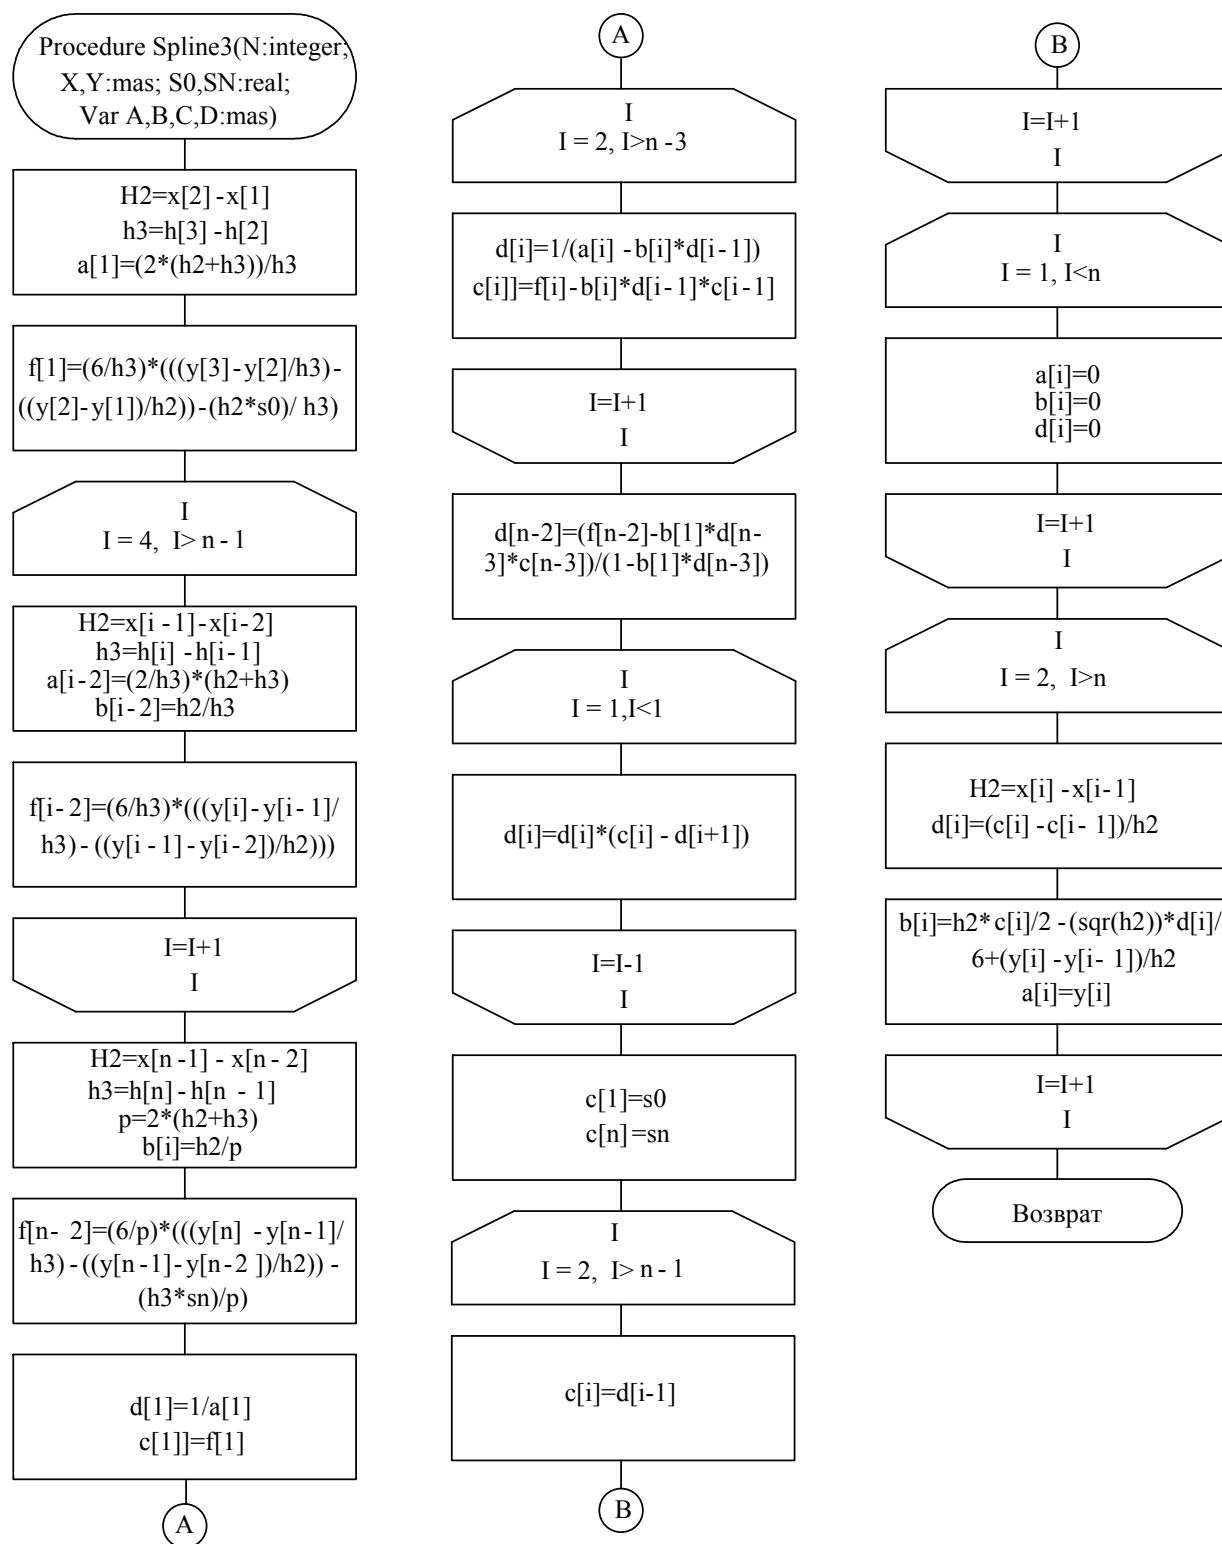 Procedure Spline3(N:integer;
X,Y:mas; S0,SN:real;
Var A,B,C,D:mas)
H2=x[2] -x[1]
h3=h[3] -h[2]
a[1]=(2*(h2+h3))/h3
f[1]=(6/h3)*(((y[3]-y[2]/h3)-
((y[2]-y[1])/h2))-(h2*s0)/ h3)
I
I = 4, I> n - 1
H2=x[i -1]-x[i-2]
h3=h[i] -h[i-1]
a[i-2]=(2/h3)*(h2+h3)
b[i-2]=h2/h3
f[i-2]=(6/h3)*(((y[i]-y[i-1]/
h3)- ((y[i -1]-y[i-2])/h2)))
I=I+1
I
H2=x[n -1] - x[n - 2]
h3=h[n] - h[n - 1]
p=2*(h2+h3)
b[i]=h2/p
f[n- 2]=(6/p)*(((y[n] -y[n-1]/
h3) -((y[n-1]-y[n-2 ])/h2)) -
(h3*sn)/p)
d[1]=1/a[1]
c[1]]=f[1]
A
A
I
I = 2, I>n -3
d[i]=1/(a[i] -b[i]*d[i-1])
c[i]]=f[i]-b[i]*d[i-1]*c[i-1]
I=I+1
I
d[n-2]=(f[n-2]-b[1]*d[n-
3]*c[n-3])/(1-b[1]*d[n-3])
I
I = 1,I<1
d[i]=d[i]*(c[i] - d[i+1])
I=I-1
I
c[1]=s0
c[n]=sn
I
I = 2, I> n - 1
c[i]=d[i-1]
B
B
I=I+1
I
I
I = 1, I<n
a[i]=0
b[i]=0
d[i]=0
I=I+1
I
I
I = 2, I>n
H2=x[i] -x[i-1]
d[i]=(c[i] -c[i- 1])/h2
b[i]=h2*c[i]/2 -(sqr(h2))*d[i]/
6+(y[i] -y[i- 1])/h2
a[i]=y[i]
I=I+1
I
Возврат